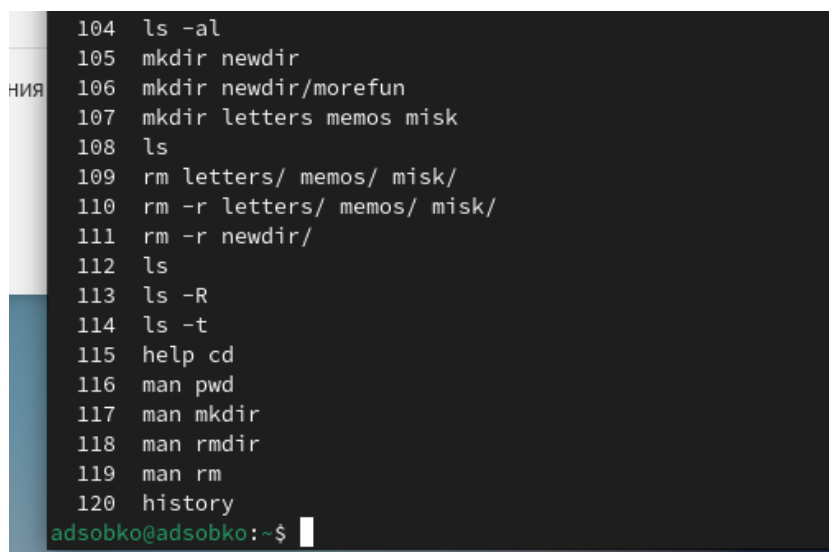 104 ls -al
105 mkdir newdir
ния
106 mkdir newdir/morefun
107 mkdir letters memos misk
108 ls
109 rm letters/ memos/ misk/
110 rm -r letters/ memos/ misk/
111 rm -r newdir/
112 ls
113 ls -R
114 ls -t
115 help cd
116 man pwd
117 man mkdir
118 man rmdir
119 man rm
120 history
adsobko@adsobko:~$